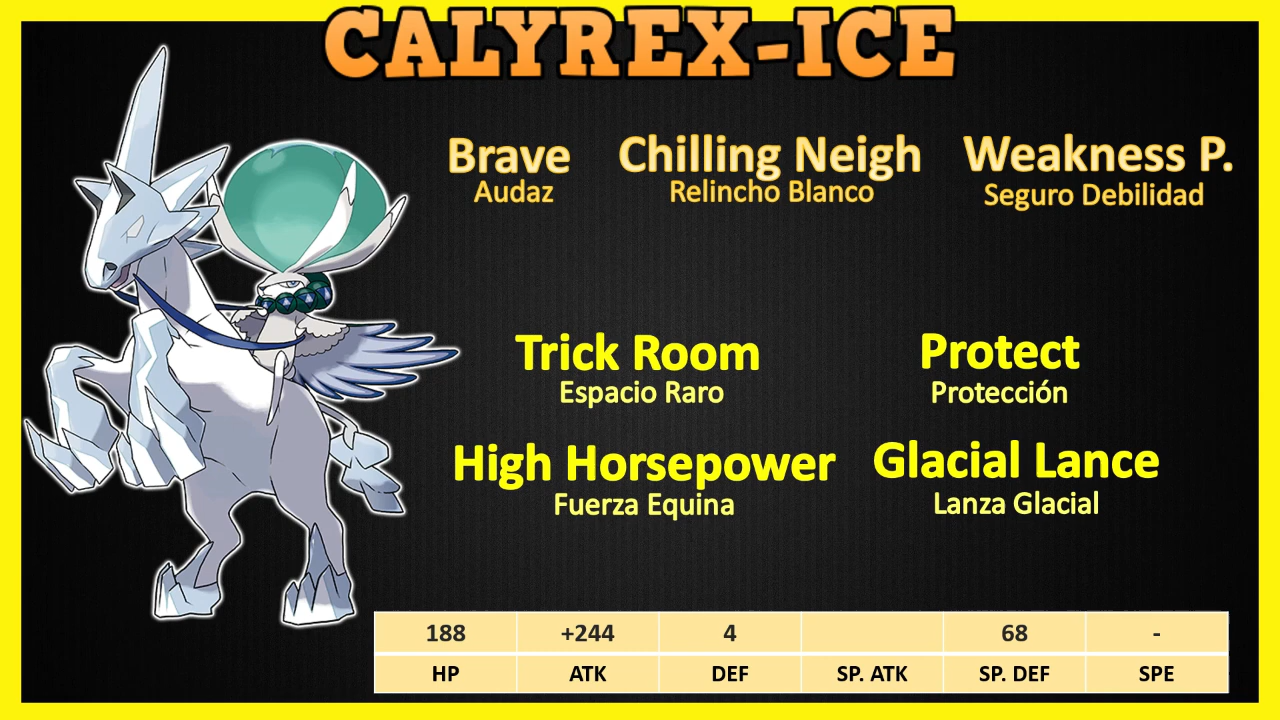 CALYREX-ICE
Brave Chilling Neigh Weakness P.
Audaz Relincho Blanco Seguro Debilidad
Trick Room Protect
Espacio Raro Protección
High Horsepower Glacial Lance
Fuerza Equina Lanza Glacial
188 +244 4 68 -
HP ATK DEF SP. ATK SP. DEF SPE